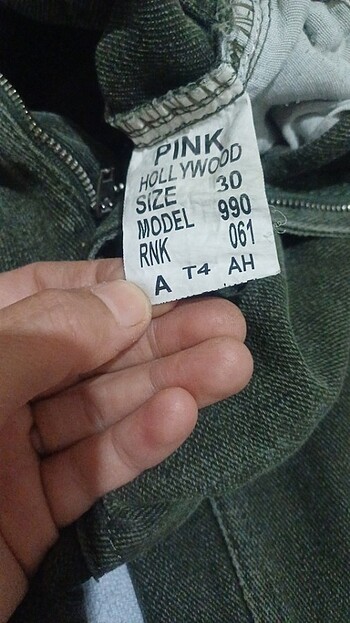 PINK
HOLLYWOOD
SIZE 30
MODEL 990
RNK 061
A T4 AH